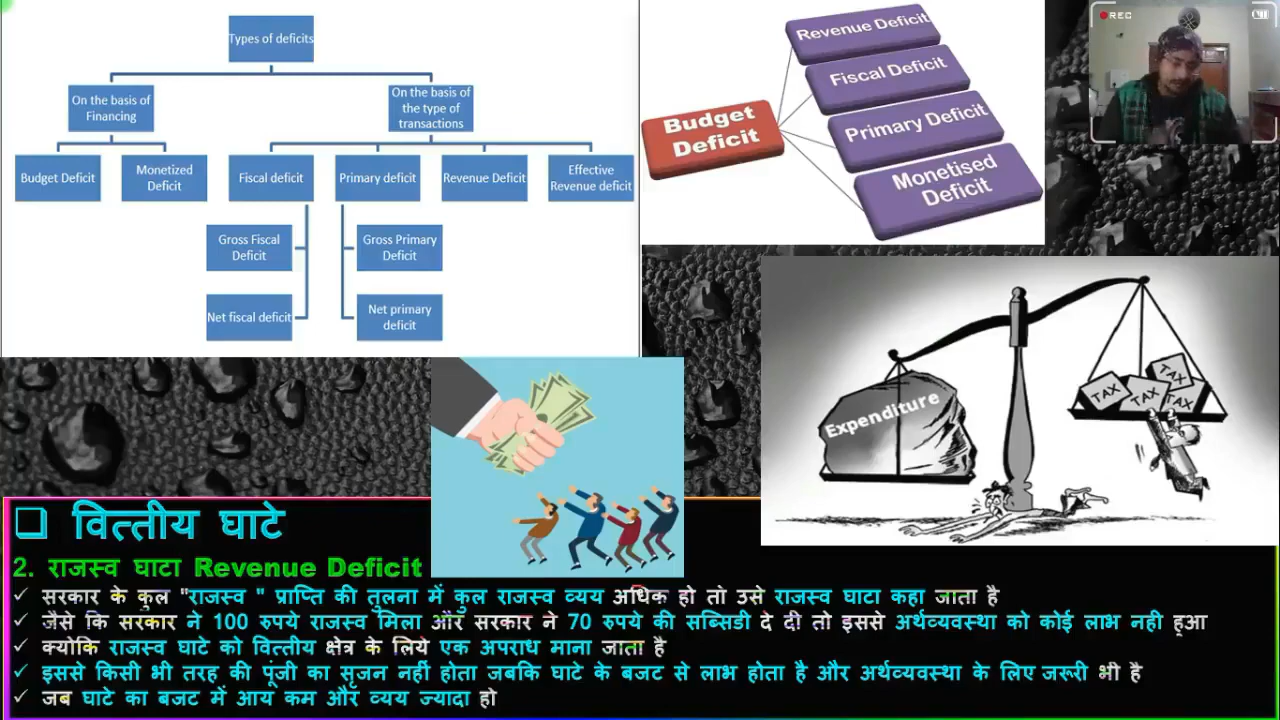 Types of deficits
On the basis of
Financing
On the basis of
the type of
transactions
Budget Deficit
Monetized
Deficit
Fiscal deficit
Primary deficit
Revenue Deficit
Effective
Revenue deficit
Gross Fiscal
Deficit
Gross Primary
Deficit
Net fiscal deficit
Net primary
deficit
Budget
Deficit
Revenue Deficit
Fiscal Deficit
Primary Deficit
Monetised
Deficit
REC
Expenditure
TAX
TAX
TAX
TAX
❑ वित्तीय घाटे
2. राजस्व घाटा Revenue Deficit
✓ सरकार के कुल "राजस्व " प्राप्ति की तुलना में कुल राजस्व व्यय अधिक हो तो उसे राजस्व घाटा कहा जाता है
✓ जैसे कि सरकार ने 100 रुपये राजस्व मिला और सरकार ने 70 रुपये की सब्सिडी दे दी तो इससे अर्थव्यवस्था को कोई लाभ नही हुआ
✓ क्योकि राजस्व घाटे को वित्तीय क्षेत्र के लिये एक अपराध माना जाता है
✓ इससे किसी भी तरह की पूंजी का सृजन नहीं होता जबकि घाटे के बजट से लाभ होता है और अर्थव्यवस्था के लिए जरूरी भी है
✓ जब घाटे का बजट में आय कम और व्यय ज्यादा हो